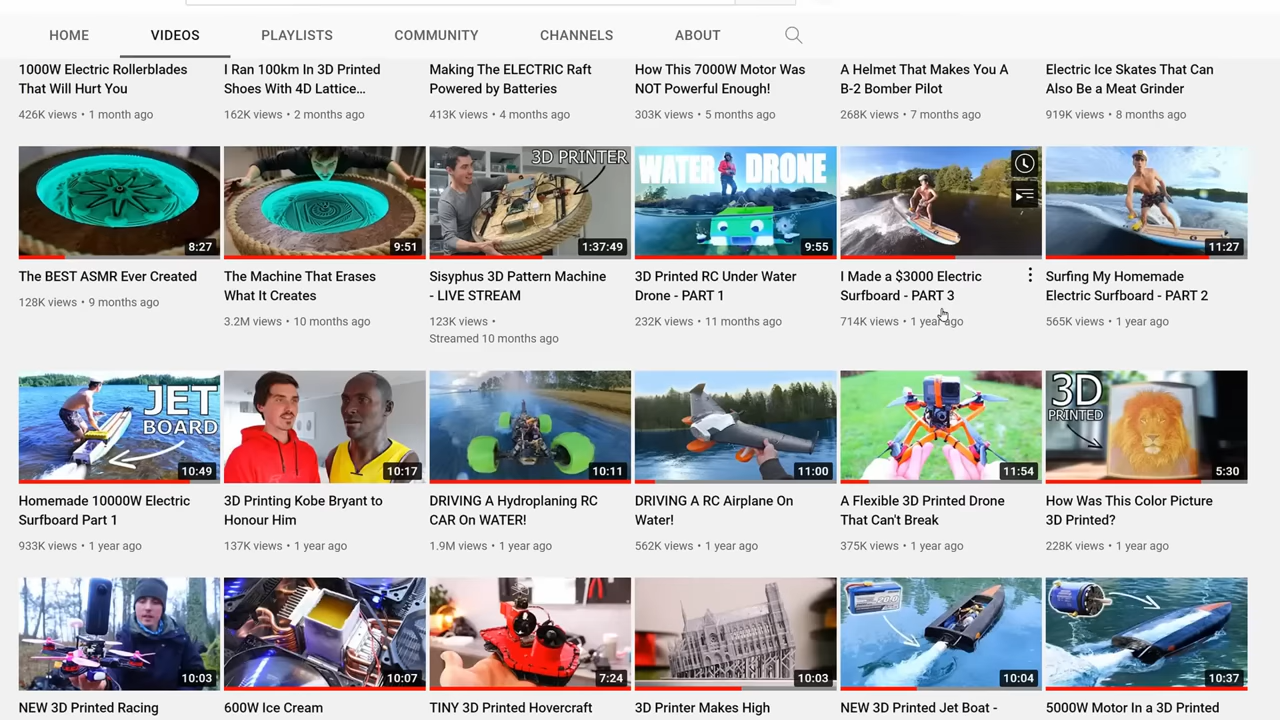 HOME VIDEOS PLAYLISTS COMMUNITY CHANNELS ABOUT
1000W Electric Rollerblades
That Will Hurt You
426K views • 1 month ago
I Ran 100km In 3D Printed
Shoes With 4D Lattice...
162K views • 2 months ago
Making The ELECTRIC Raft
Powered by Batteries
413K views • 4 months ago
How This 7000W Motor Was
NOT Powerful Enough!
303K views • 5 months ago
A Helmet That Makes You A
B-2 Bomber Pilot
268K views • 7 months ago
Electric Ice Skates That Can
Also Be a Meat Grinder
919K views • 8 months ago
8:27
The BEST ASMR Ever Created
128K views • 9 months ago
9:51
The Machine That Erases
What It Creates
3.2M views • 10 months ago
3D PRINTER
1:37:49
Sisyphus 3D Pattern Machine
- LIVE STREAM
123K views •
Streamed 10 months ago
WATER DRONE
9:55
3D Printed RC Under Water
Drone - PART 1
232K views • 11 months ago
I Made a $3000 Electric
Surfboard - PART 3
714K views • 1 year ago
11:27
Surfing My Homemade
Electric Surfboard - PART 2
565K views • 1 year ago
JET
BOARD
10:49
Homemade 10000W Electric
Surfboard Part 1
933K views • 1 year ago
10:17
3D Printing Kobe Bryant to
Honour Him
137K views • 1 year ago
10:11
DRIVING A Hydroplaning RC
CAR On WATER!
1.9M views • 1 year ago
11:00
DRIVING A RC Airplane On
Water!
562K views • 1 year ago
11:54
A Flexible 3D Printed Drone
That Can't Break
375K views • 1 year ago
3D
PRINTED
5:30
How Was This Color Picture
3D Printed?
228K views • 1 year ago
10:03
NEW 3D Printed Racing
10:07
600W Ice Cream
7:24
TINY 3D Printed Hovercraft
10:03
3D Printer Makes High
10:04
NEW 3D Printed Jet Boat -
10:37
5000W Motor In a 3D Printed